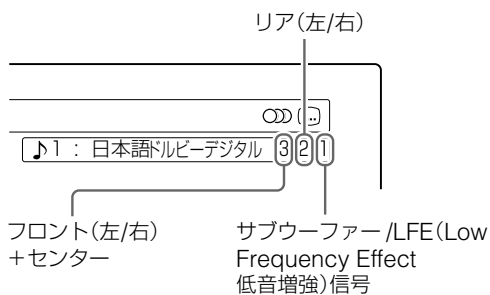 リア(左/右)
♪1 : 日本語ドルビーデジタル 3 2 1
フロント(左/右)
+センター
サブウーファー/LFE(Low
Frequency Effect
低音増強)信号